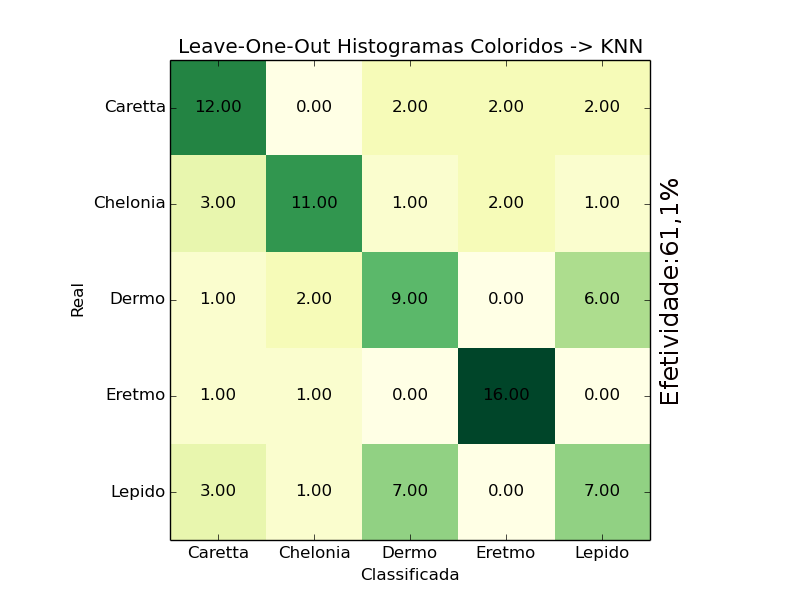 Leave-One-Out Histogramas Coloridos -> KNN
Caretta 12.00 0.00 2.00 2.00 2.00
Chelonia 3.00 11.00 1.00 2.00 1.00
Dermo 1.00 2.00 9.00 0.00 6.00
Eretmo 1.00 1.00 0.00 16.00 0.00
Lepido 3.00 1.00 7.00 0.00 7.00
Caretta Chelonia Dermo Eretmo Lepido
Classificada
Real
Efetividade:61,1%